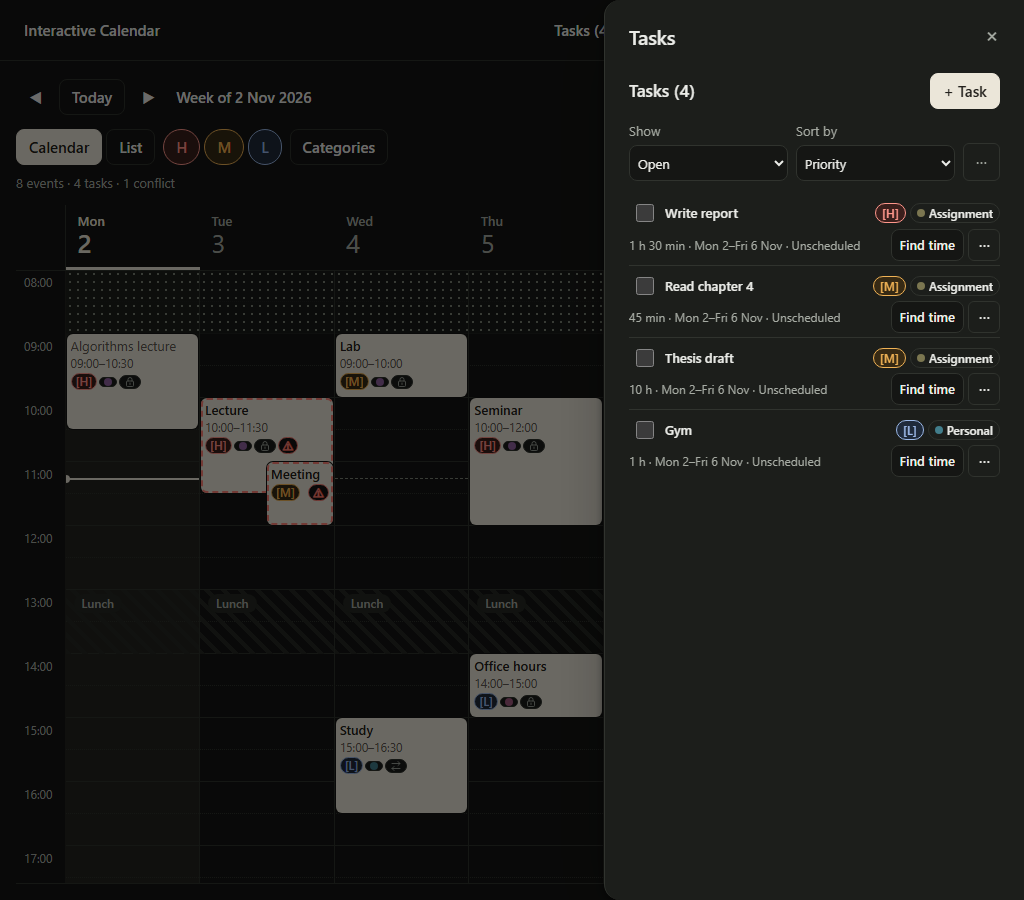 Interactive Calendar
Tasks (4
◀ Today ▶ Week of 2 Nov 2026
Calendar List H M L Categories
8 events · 4 tasks · 1 conflict
Mon Tue Wed Thu
2 3 4 5
08:00
09:00
10:00
11:00
12:00
13:00
14:00
15:00
16:00
17:00
Algorithms lecture
09:00–10:30
[H]
Lecture
10:00–11:30
[H]
Meeting
[M]
Lab
09:00–10:00
[M]
Seminar
10:00–12:00
[H]
Lunch Lunch Lunch Lunch
Office hours
14:00–15:00
[L]
Study
15:00–16:30
[L]
Tasks ×
Tasks (4) + Task
Show Sort by
Open Priority ···
Write report [H] Assignment
1 h 30 min · Mon 2–Fri 6 Nov · Unscheduled Find time ···
Read chapter 4 [M] Assignment
45 min · Mon 2–Fri 6 Nov · Unscheduled Find time ···
Thesis draft [M] Assignment
10 h · Mon 2–Fri 6 Nov · Unscheduled Find time ···
Gym [L] Personal
1 h · Mon 2–Fri 6 Nov · Unscheduled Find time ···